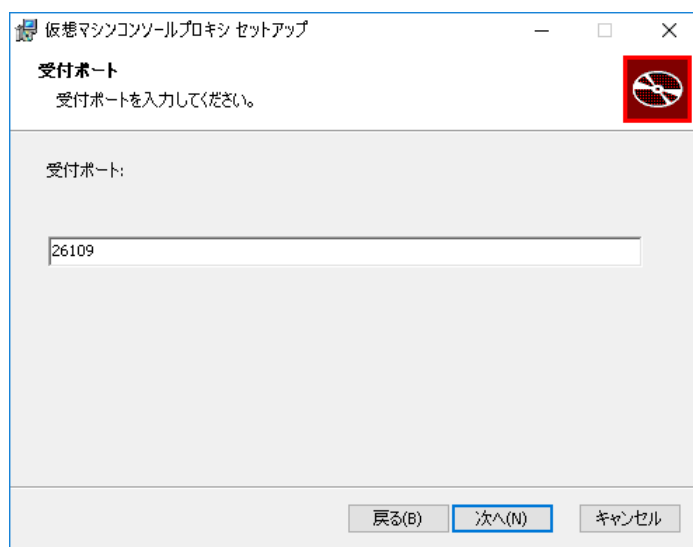 仮想マシンコンソールプロキシ セットアップ
受付ポート
受付ポートを入力してください。
受付ポート:
26109
戻る(B) 次へ(N) キャンセル